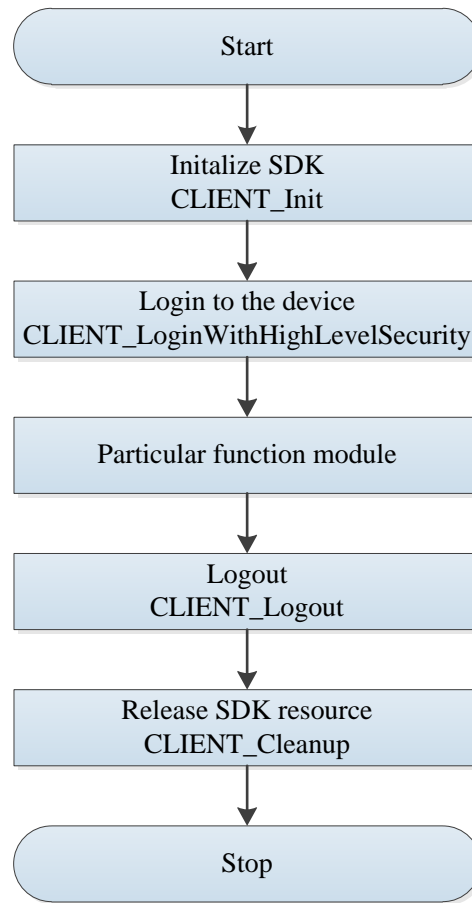 Start
Initalize SDK
CLIENT_Init
Login to the device
CLIENT_LoginWithHighLevelSecurity
Particular function module
Logout
CLIENT_Logout
Release SDK resource
CLIENT_Cleanup
Stop